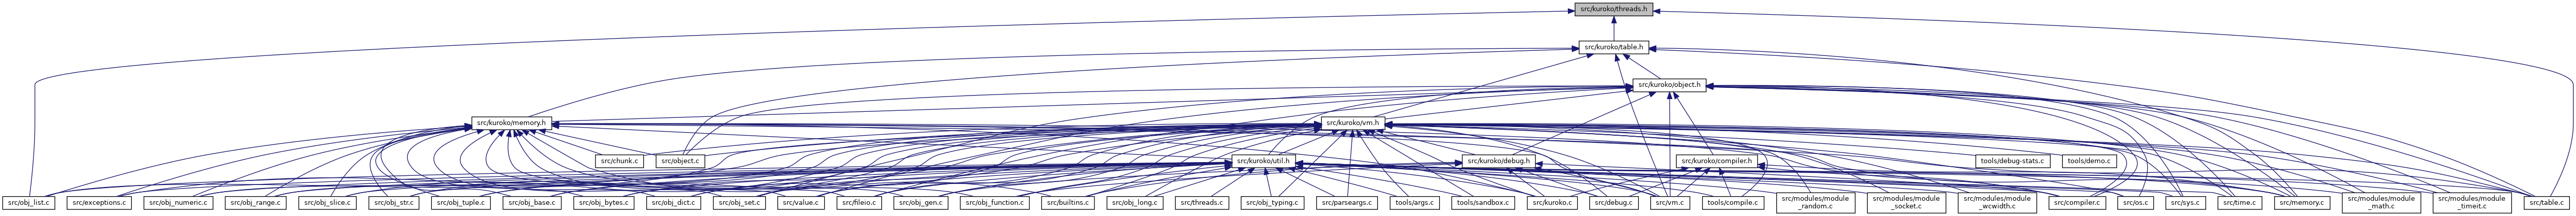 src/kuroko/threads.h
src/kuroko/table.h
src/kuroko/object.h
src/kuroko/memory.h
src/kuroko/vm.h
src/chunk.c
src/object.c
src/kuroko/util.h
src/kuroko/debug.h
src/kuroko/compiler.h
tools/debug-stats.c
tools/demo.c
src/obj_list.c
src/exceptions.c
src/obj_numeric.c
src/obj_range.c
src/obj_slice.c
src/obj_str.c
src/obj_tuple.c
src/obj_base.c
src/obj_bytes.c
src/obj_dict.c
src/obj_set.c
src/value.c
src/fileio.c
src/obj_gen.c
src/obj_function.c
src/builtins.c
src/obj_long.c
src/threads.c
src/obj_typing.c
src/parseargs.c
tools/args.c
tools/sandbox.c
src/kuroko.c
src/debug.c
src/vm.c
tools/compile.c
src/modules/module
_random.c
src/modules/module
_socket.c
src/modules/module
_wcwidth.c
src/compiler.c
src/os.c
src/sys.c
src/time.c
src/memory.c
src/modules/module
_math.c
src/modules/module
_timeit.c
src/table.c